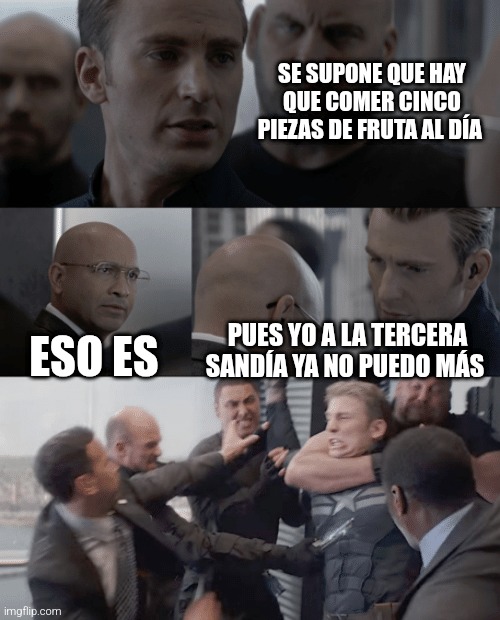 SE SUPONE QUE HAY
QUE COMER CINCO
PIEZAS DE FRUTA AL DÍA
ESO ES
PUES YO A LA TERCERA
SANDÍA YA NO PUEDO MÁS
imgflip.com